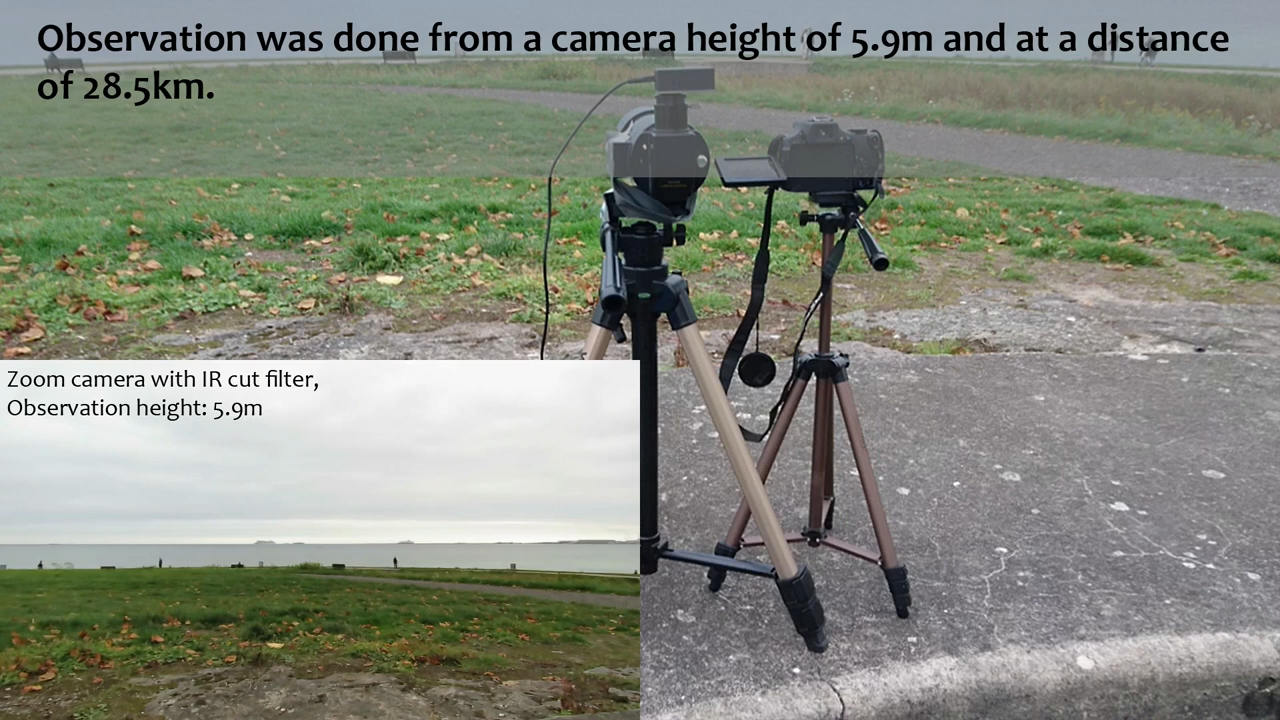 Observation was done from a camera height of 5.9m and at a distance
of 28.5km.
Zoom camera with IR cut filter,
Observation height: 5.9m